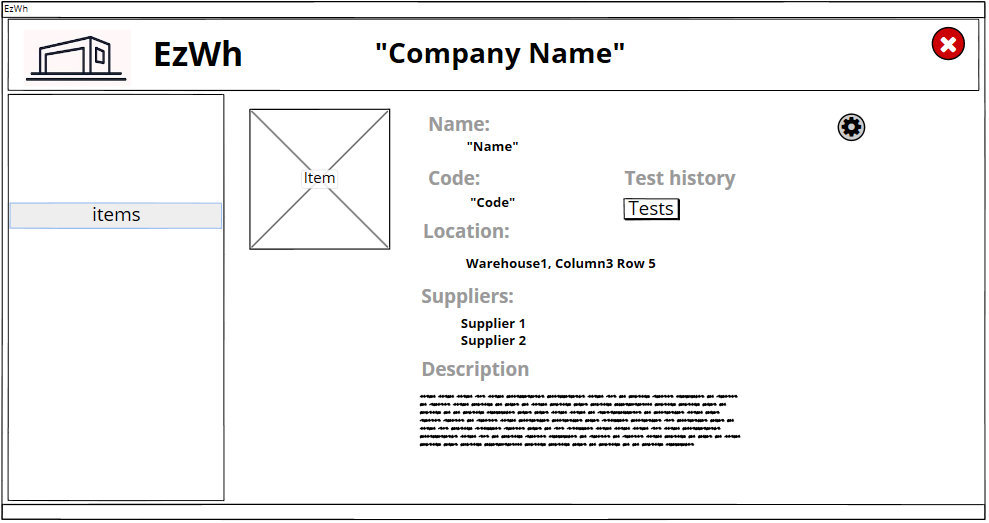 EzWh
EzWh
"Company Name"
items
Item
Name:
"Name"
Code:
"Code"
Test history
Tests
Location:
Warehouse1, Column3 Row 5
Suppliers:
Supplier 1
Supplier 2
Description